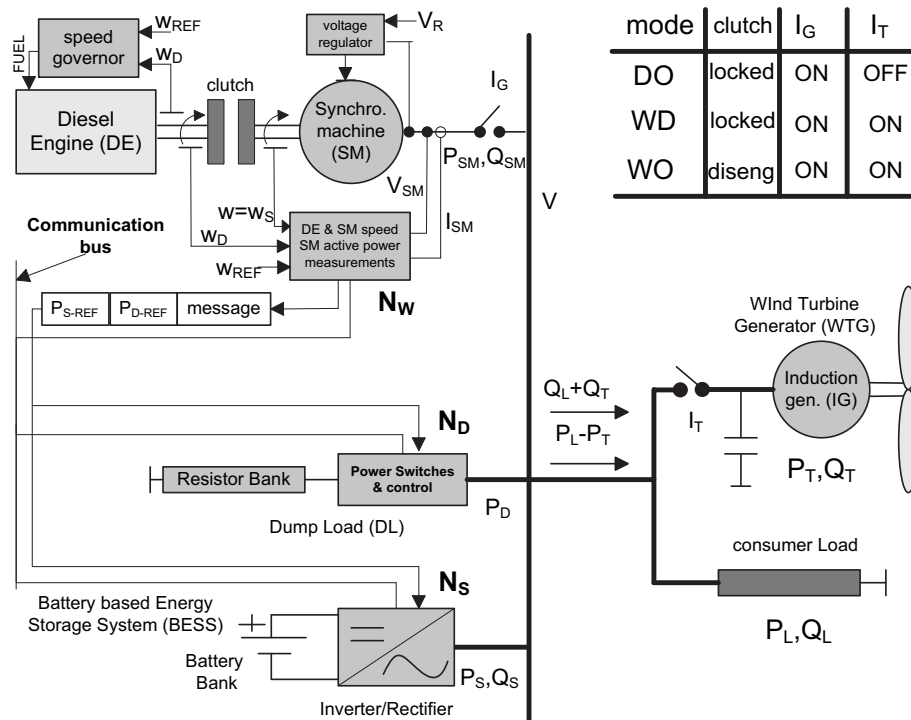 w_REF
speed
governor
w_D
FUEL
Diesel
Engine (DE)
clutch
voltage
regulator
V_R
Synchro.
machine
(SM)
I_G
P_SM,Q_SM
V_SM
I_SM
w=w_S
w_D
w_REF
DE & SM speed
SM active power
measurements
N_W
Communication
bus
P_S-REF P_D-REF message
mode clutch I_G I_T
DO locked ON OFF
WD locked ON ON
WO diseng ON ON
V
WInd Turbine
Generator (WTG)
Induction
gen. (IG)
I_T
P_T,Q_T
Q_L+Q_T
P_L-P_T
N_D
Resistor Bank
Power Switches
& control
Dump Load (DL)
P_D
consumer Load
P_L,Q_L
N_S
Battery based Energy
Storage System (BESS)
Battery
Bank
P_S,Q_S
Inverter/Rectifier